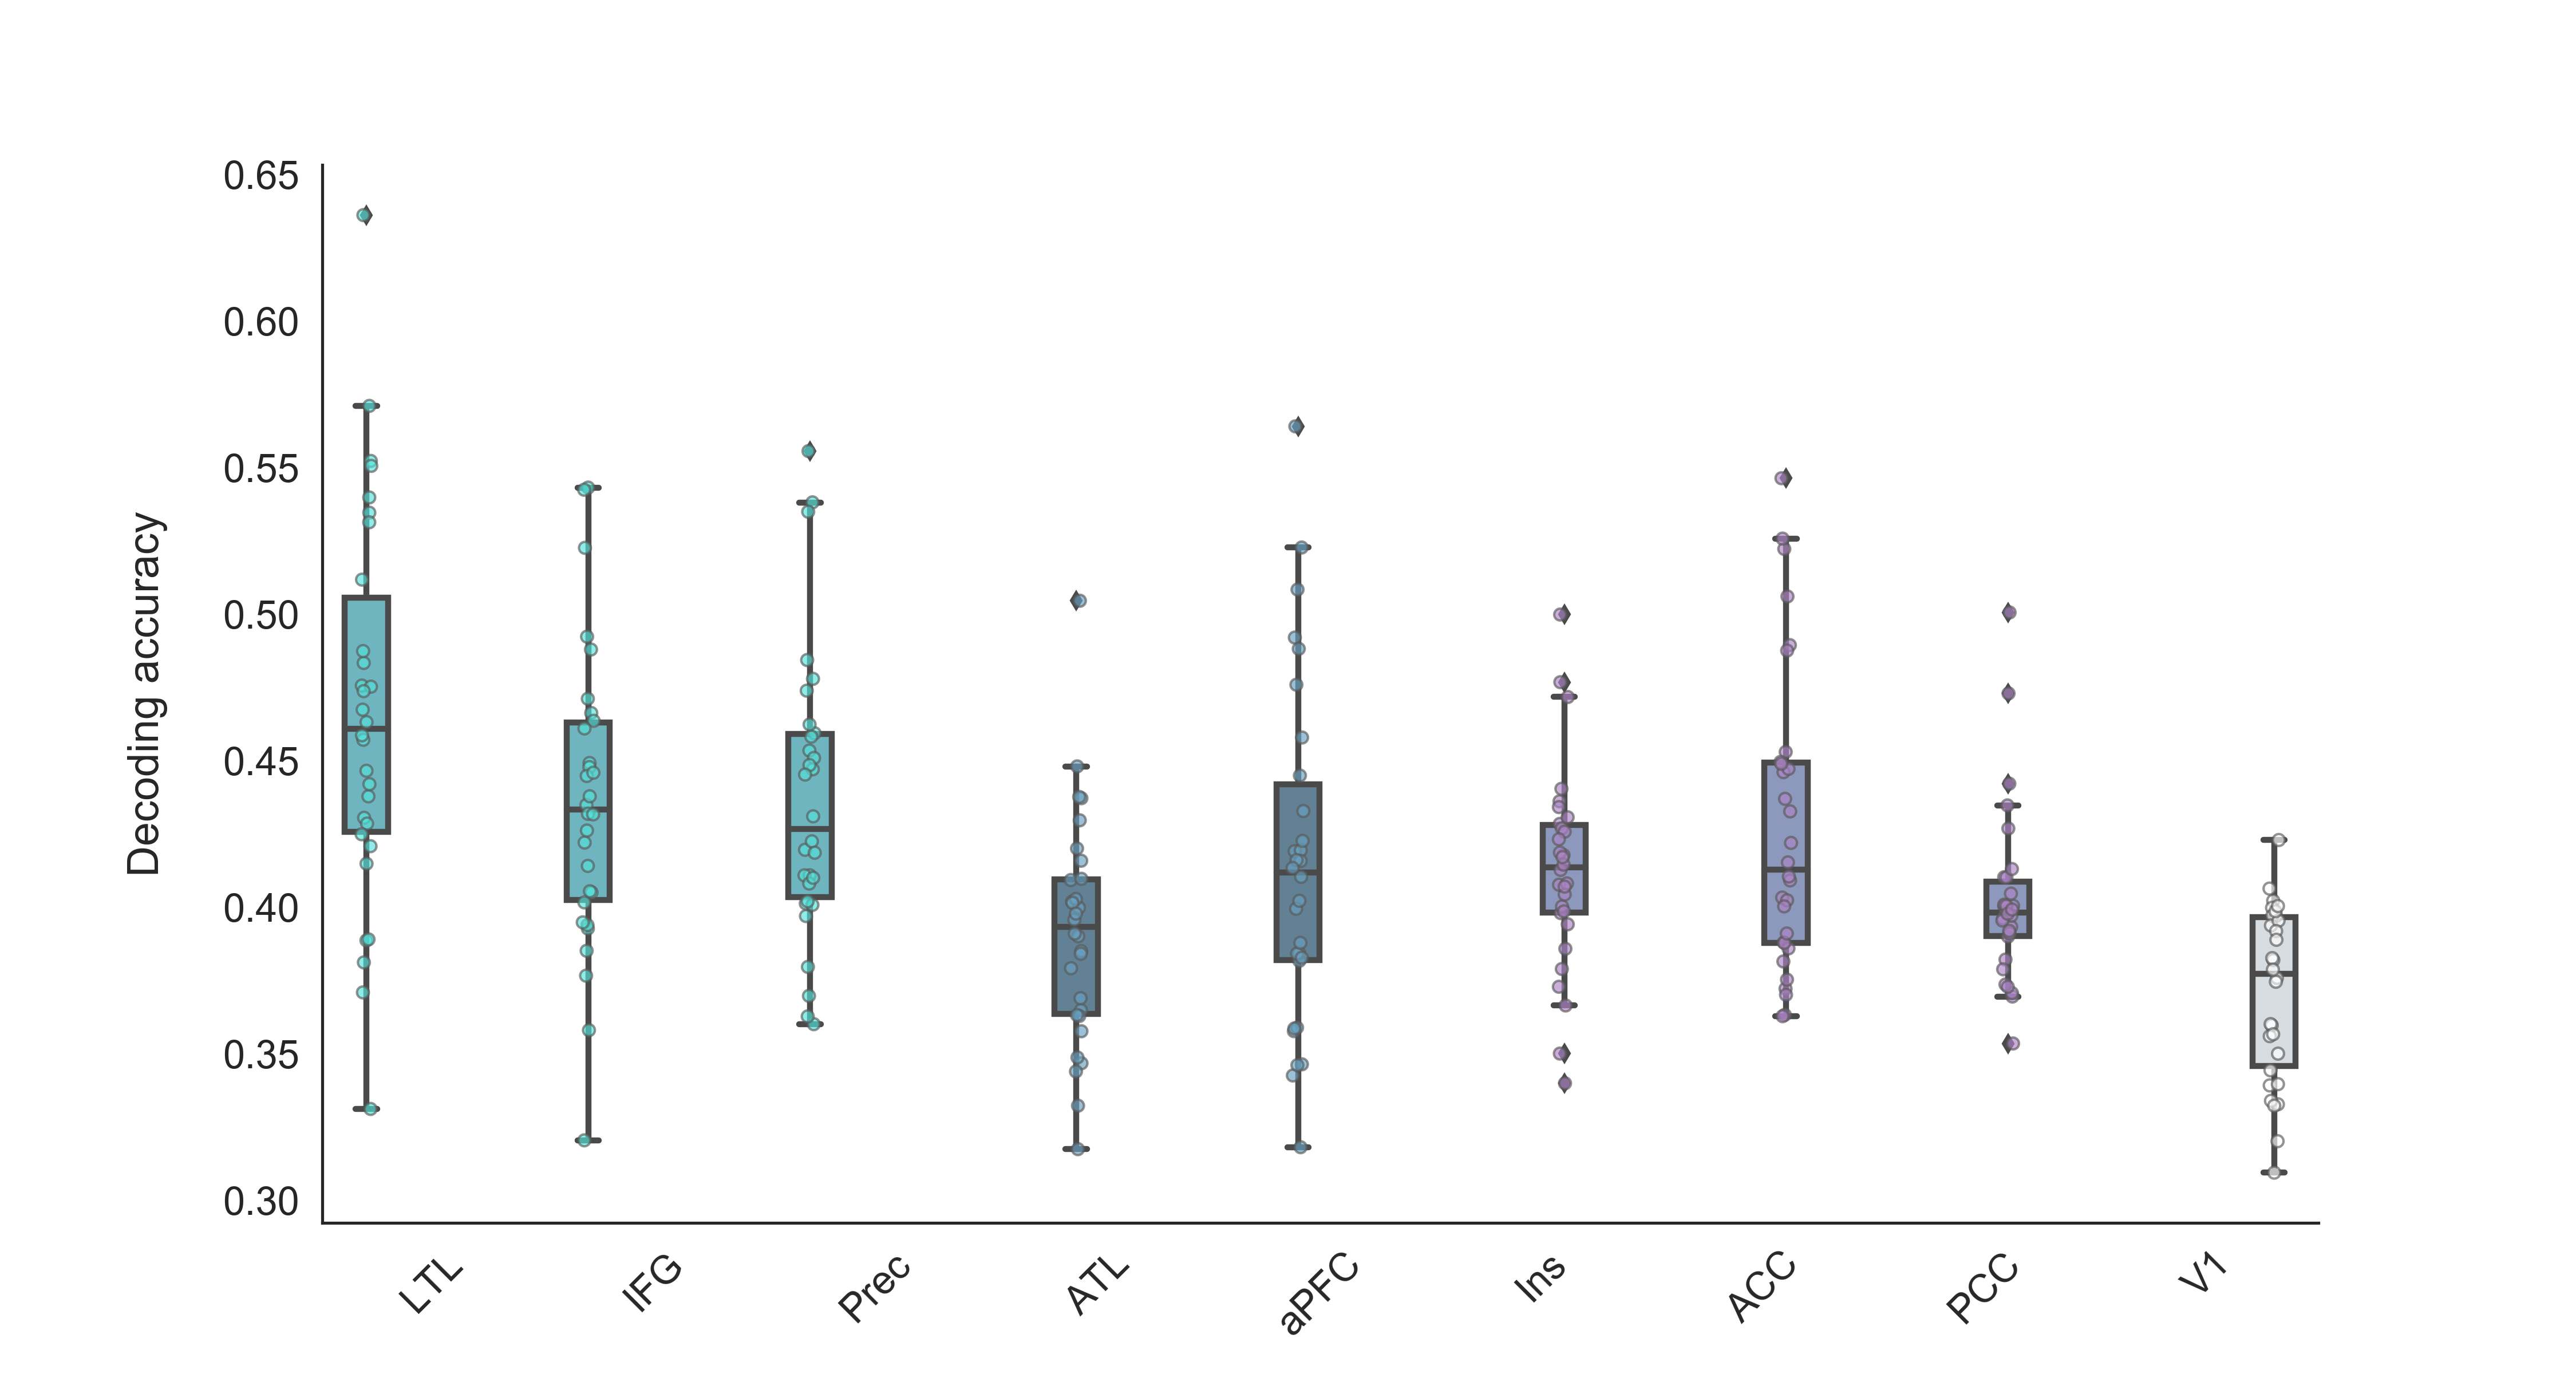 0.65
0.60
0.55
0.50
0.45
0.40
0.35
0.30
Decoding accuracy
LTL
IFG
Prec
ATL
aPFC
Ins
ACC
PCC
V1